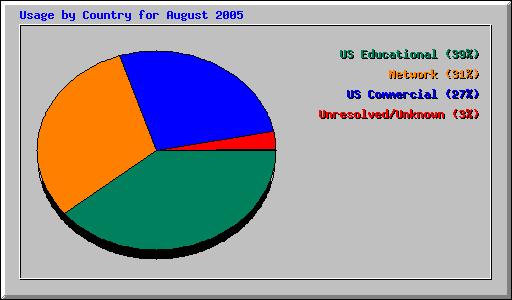 Usage by Country for August 2005
US Educational (39%)
Network (31%)
US Commercial (27%)
Unresolved/Unknown (3%)